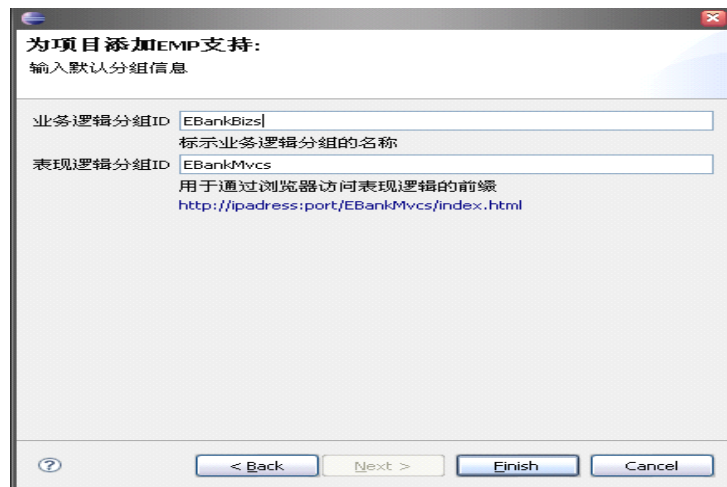 为项目添加EMP支持:
输入默认分组信息
业务逻辑分组ID EBankBizs
标示业务逻辑分组的名称
表现逻辑分组ID EBankMvcs
用于通过浏览器访问表现逻辑的前缀
http://ipadress:port/EBankMvcs/index.html
? < Back Next > Finish Cancel